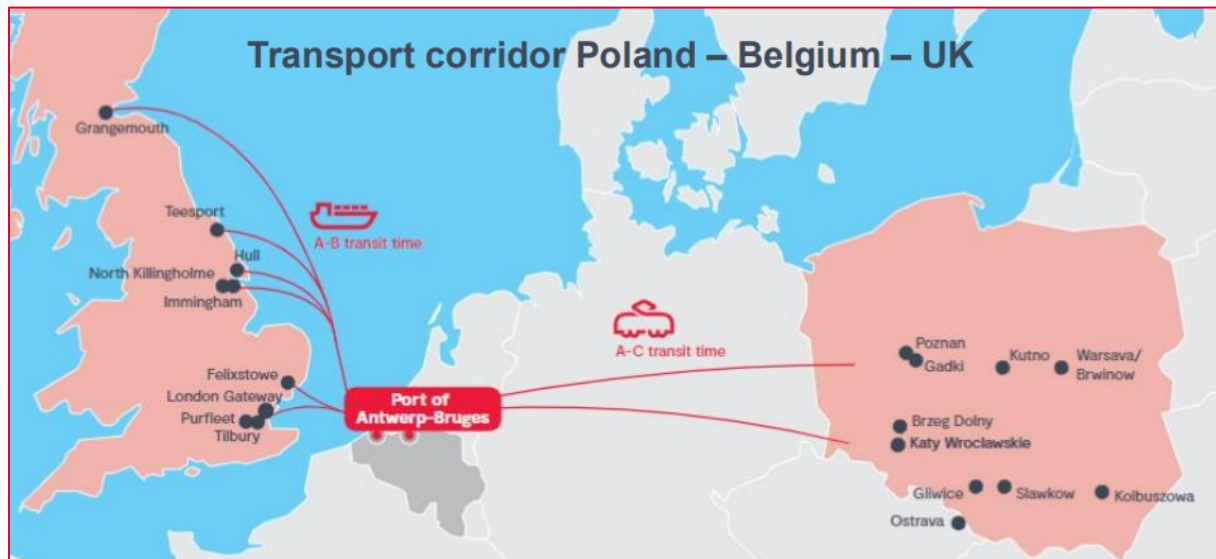 Transport corridor Poland – Belgium – UK
Grangemouth
Teesport
A-B transit time
Hull
North Killingholme
Immingham
A-C transit time
Poznan
Gadki
Kutno
Warsava/
Brwinow
Felixstowe
London Gateway
Purfleet
Tilbury
Port of
Antwerp-Bruges
Brzeg Dolny
Katy Wroclawskie
Gliwice
Slawkow
Kolbuszowa
Ostrava